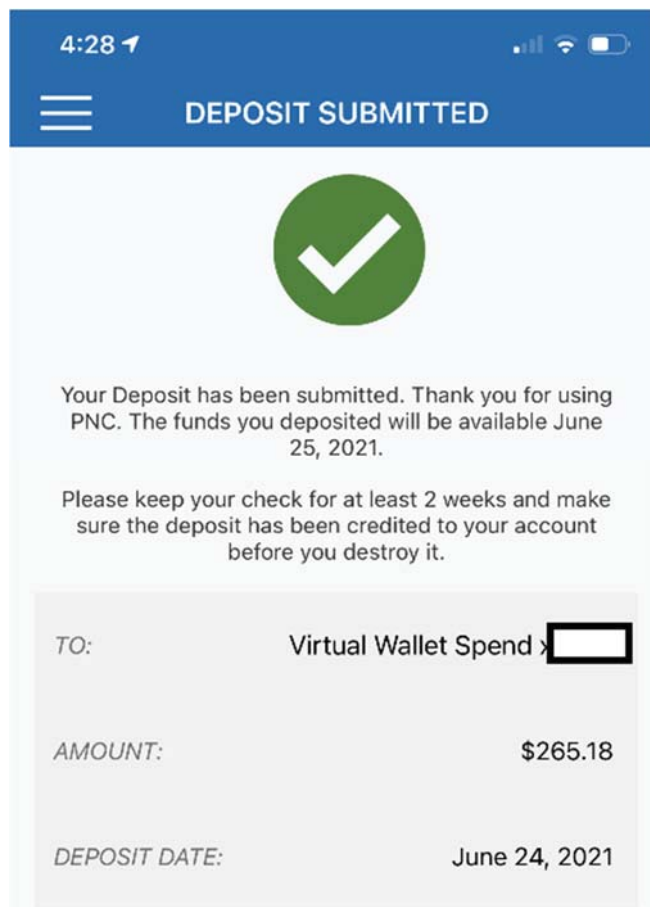 4:28
DEPOSIT SUBMITTED
Your Deposit has been submitted. Thank you for using
PNC. The funds you deposited will be available June
25, 2021.
Please keep your check for at least 2 weeks and make
sure the deposit has been credited to your account
before you destroy it.
TO: Virtual Wallet Spend x
AMOUNT: $265.18
DEPOSIT DATE: June 24, 2021